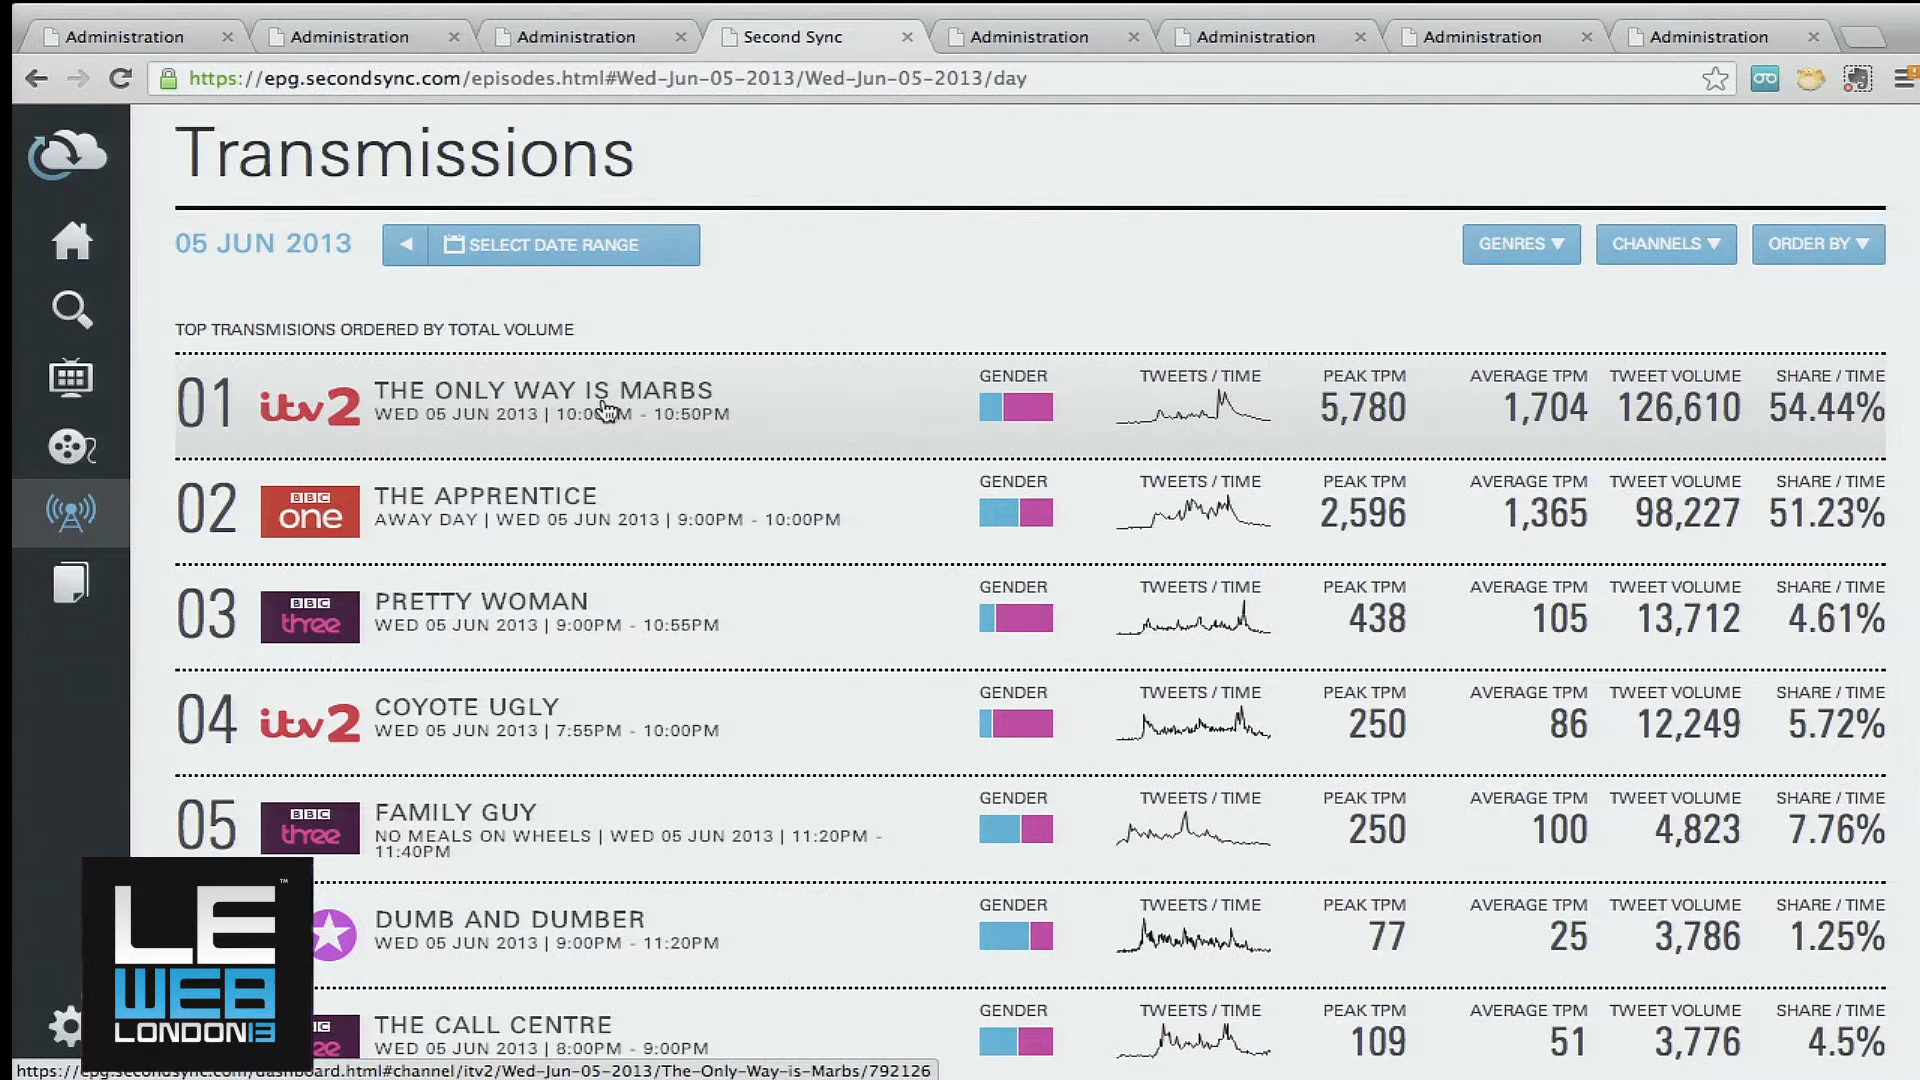 Administration
Administration
Administration
Second Sync
Administration
Administration
Administration
Administration
https://epg.secondsync.com/episodes.html#Wed-Jun-05-2013/Wed-Jun-05-2013/day
Transmissions
05 JUN 2013
SELECT DATE RANGE
GENRES
CHANNELS
ORDER BY
TOP TRANSMISIONS ORDERED BY TOTAL VOLUME
01 itv2 THE ONLY WAY IS MARBS
WED 05 JUN 2013 | 10:00PM - 10:50PM
GENDER TWEETS / TIME PEAK TPM AVERAGE TPM TWEET VOLUME SHARE / TIME
5,780 1,704 126,610 54.44%
02 BBC one THE APPRENTICE
AWAY DAY | WED 05 JUN 2013 | 9:00PM - 10:00PM
GENDER TWEETS / TIME PEAK TPM AVERAGE TPM TWEET VOLUME SHARE / TIME
2,596 1,365 98,227 51.23%
03 BBC three PRETTY WOMAN
WED 05 JUN 2013 | 9:00PM - 10:55PM
GENDER TWEETS / TIME PEAK TPM AVERAGE TPM TWEET VOLUME SHARE / TIME
438 105 13,712 4.61%
04 itv2 COYOTE UGLY
WED 05 JUN 2013 | 7:55PM - 10:00PM
GENDER TWEETS / TIME PEAK TPM AVERAGE TPM TWEET VOLUME SHARE / TIME
250 86 12,249 5.72%
05 BBC three FAMILY GUY
NO MEALS ON WHEELS | WED 05 JUN 2013 | 11:20PM -
11:40PM
GENDER TWEETS / TIME PEAK TPM AVERAGE TPM TWEET VOLUME SHARE / TIME
250 100 4,823 7.76%
DUMB AND DUMBER
WED 05 JUN 2013 | 9:00PM - 11:20PM
GENDER TWEETS / TIME PEAK TPM AVERAGE TPM TWEET VOLUME SHARE / TIME
77 25 3,786 1.25%
THE CALL CENTRE
WED 05 JUN 2013 | 8:00PM - 9:00PM
GENDER TWEETS / TIME PEAK TPM AVERAGE TPM TWEET VOLUME SHARE / TIME
109 51 3,776 4.5%
LE™
WEB
LONDON13
https://epg.secondsync.com/dashboard.html#channel/itv2/Wed-Jun-05-2013/The-Only-Way-is-Marbs/792126